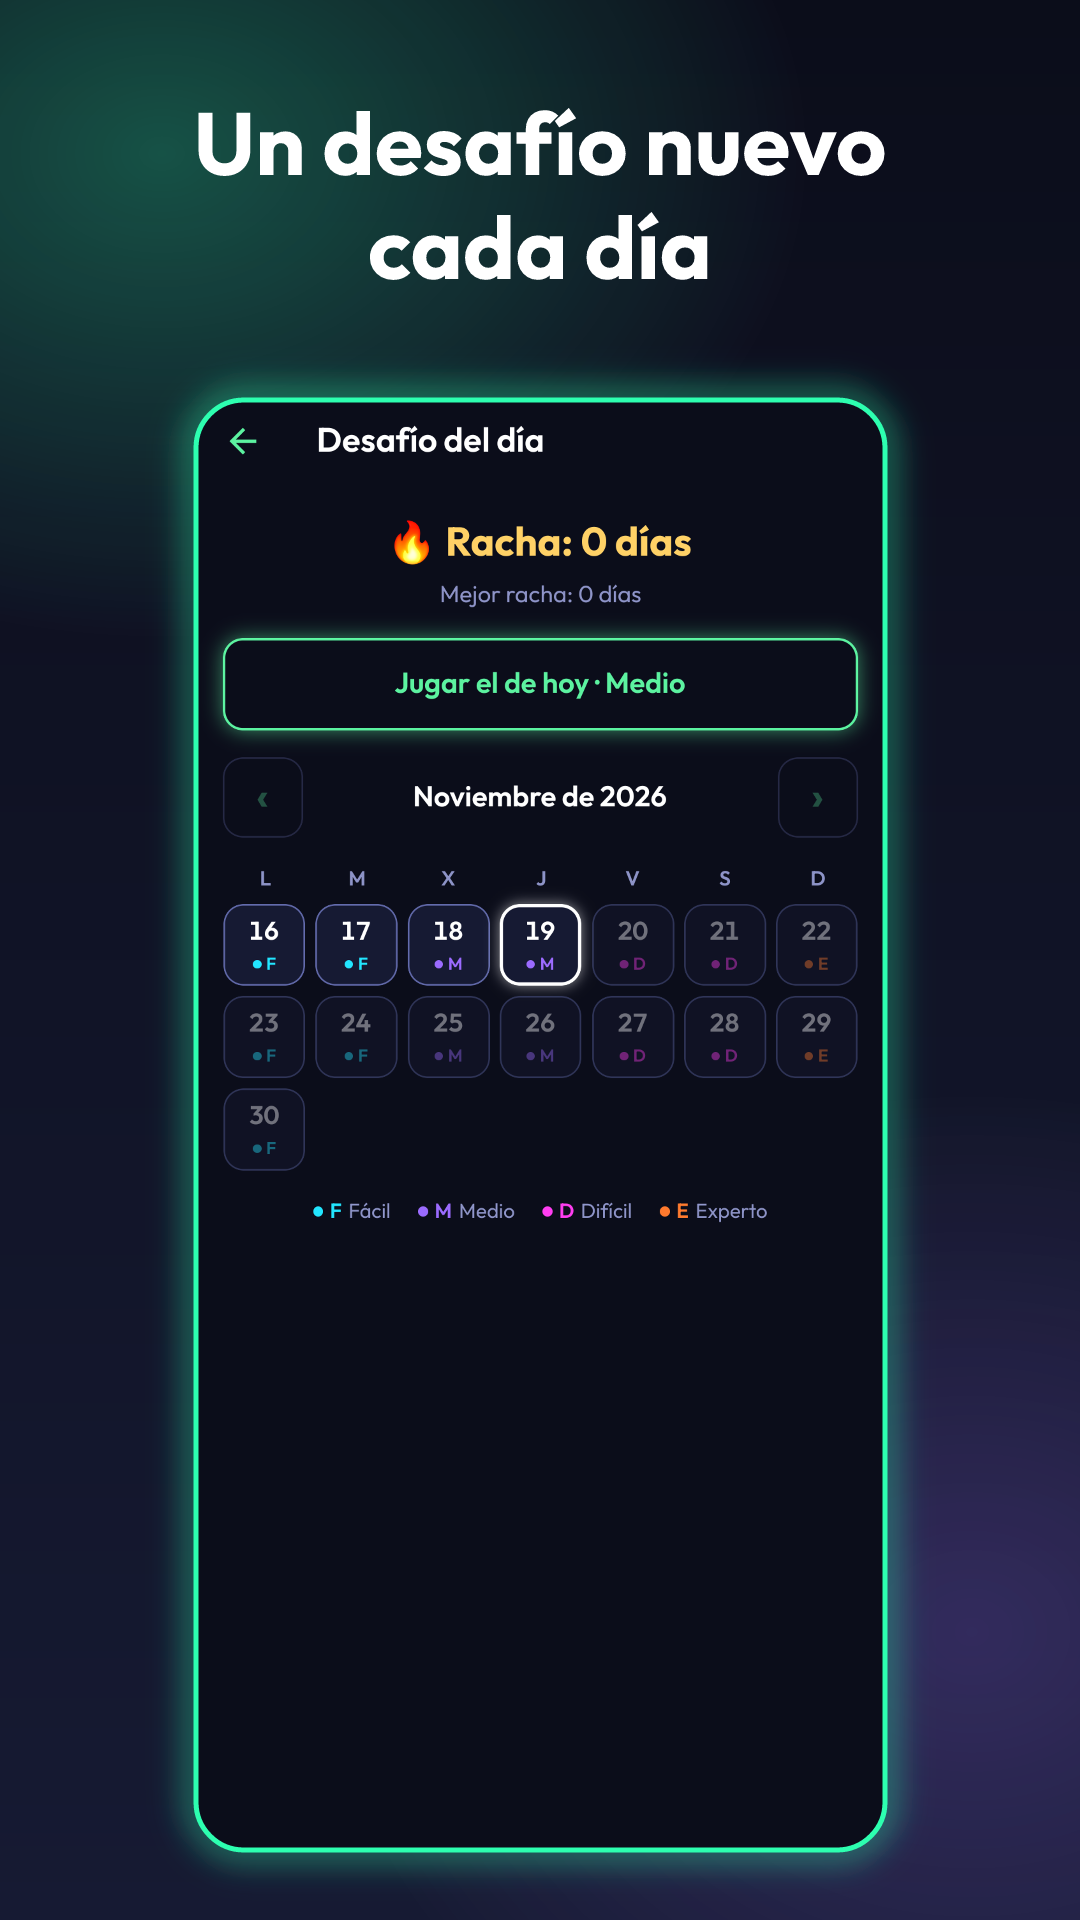 Un desafío nuevo
cada día
Desafío del día
🔥 Racha: 0 días
Mejor racha: 0 días
Jugar el de hoy · Medio
‹ Noviembre de 2026 ›
L M X J V S D
16 17 18 19 20 21 22
F F M M D D E
23 24 25 26 27 28 29
F F M M D D E
30
F
F Fácil M Medio D Difícil E Experto